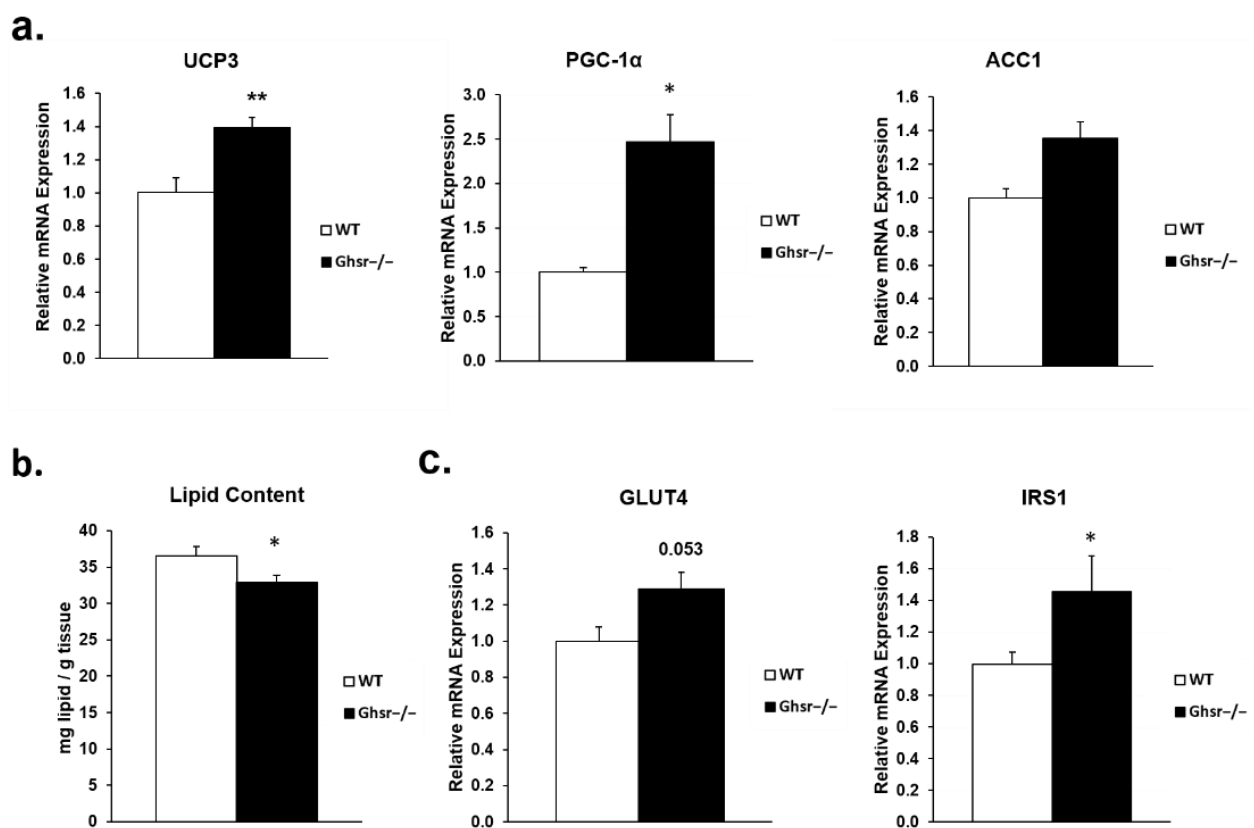 a.
UCP3
Relative mRNA Expression
1.6
1.4
1.2
1.0
0.8
0.6
0.4
0.2
0.0
**
WT
Ghsr−/−
PGC-1α
Relative mRNA Expression
3.0
2.5
2.0
1.5
1.0
0.5
0.0
*
WT
Ghsr−/−
ACC1
Relative mRNA Expression
1.6
1.4
1.2
1.0
0.8
0.6
0.4
0.2
0.0
WT
Ghsr−/−
b.
Lipid Content
mg lipid / g tissue
40
35
30
25
20
15
10
5
0
*
WT
Ghsr−/−
c.
GLUT4
Relative mRNA Expression
1.6
1.4
1.2
1.0
0.8
0.6
0.4
0.2
0.0
0.053
WT
Ghsr−/−
IRS1
Relative mRNA Expression
1.8
1.6
1.4
1.2
1.0
0.8
0.6
0.4
0.2
0.0
*
WT
Ghsr−/−